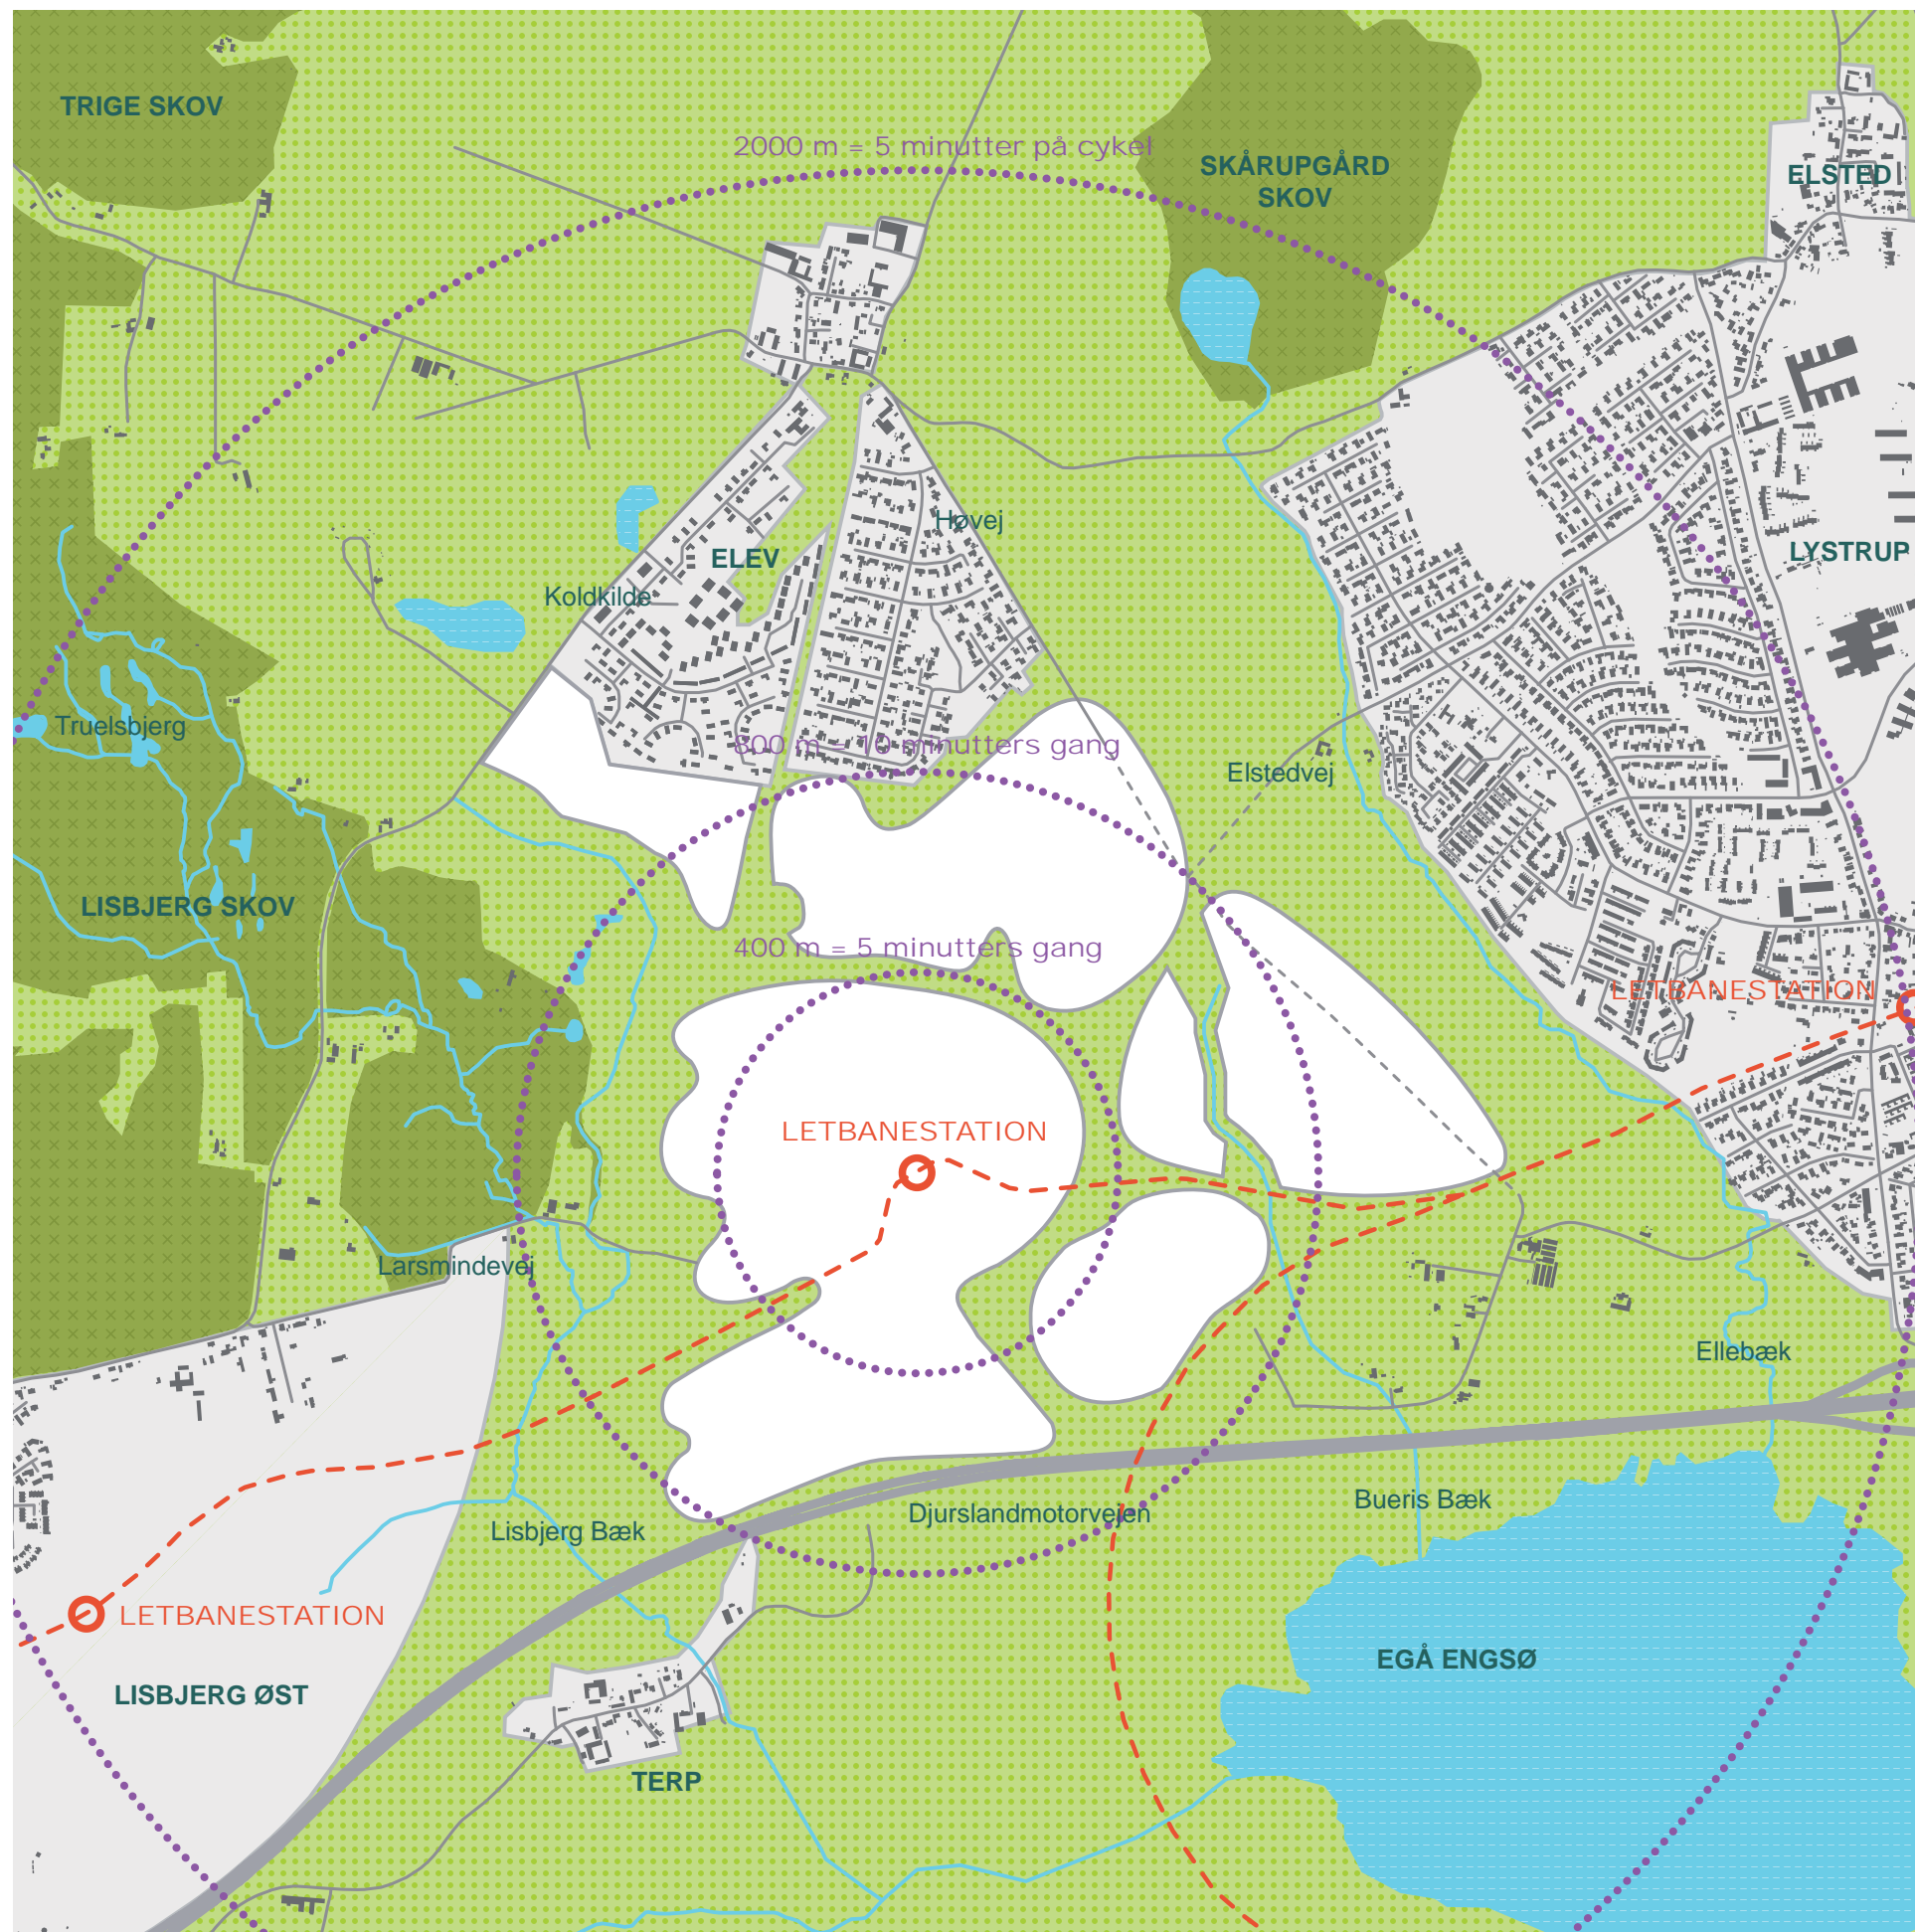 TRIGE SKOV
2000 m = 5 minutter på cykel
SKÅRUPGÅRD
SKOV
ELSTED
Høvej
ELEV
LYSTRUP
Koldkilde
Truelsbjerg
800 m = 10 minutters gang
Elstedvej
LISBJERG SKOV
400 m = 5 minutters gang
LETBANESTATION
LETBANESTATION
Larsmindevej
Ellebæk
Bueris Bæk
Djurslandmotorvejen
Lisbjerg Bæk
LETBANESTATION
EGÅ ENGSØ
LISBJERG ØST
TERP